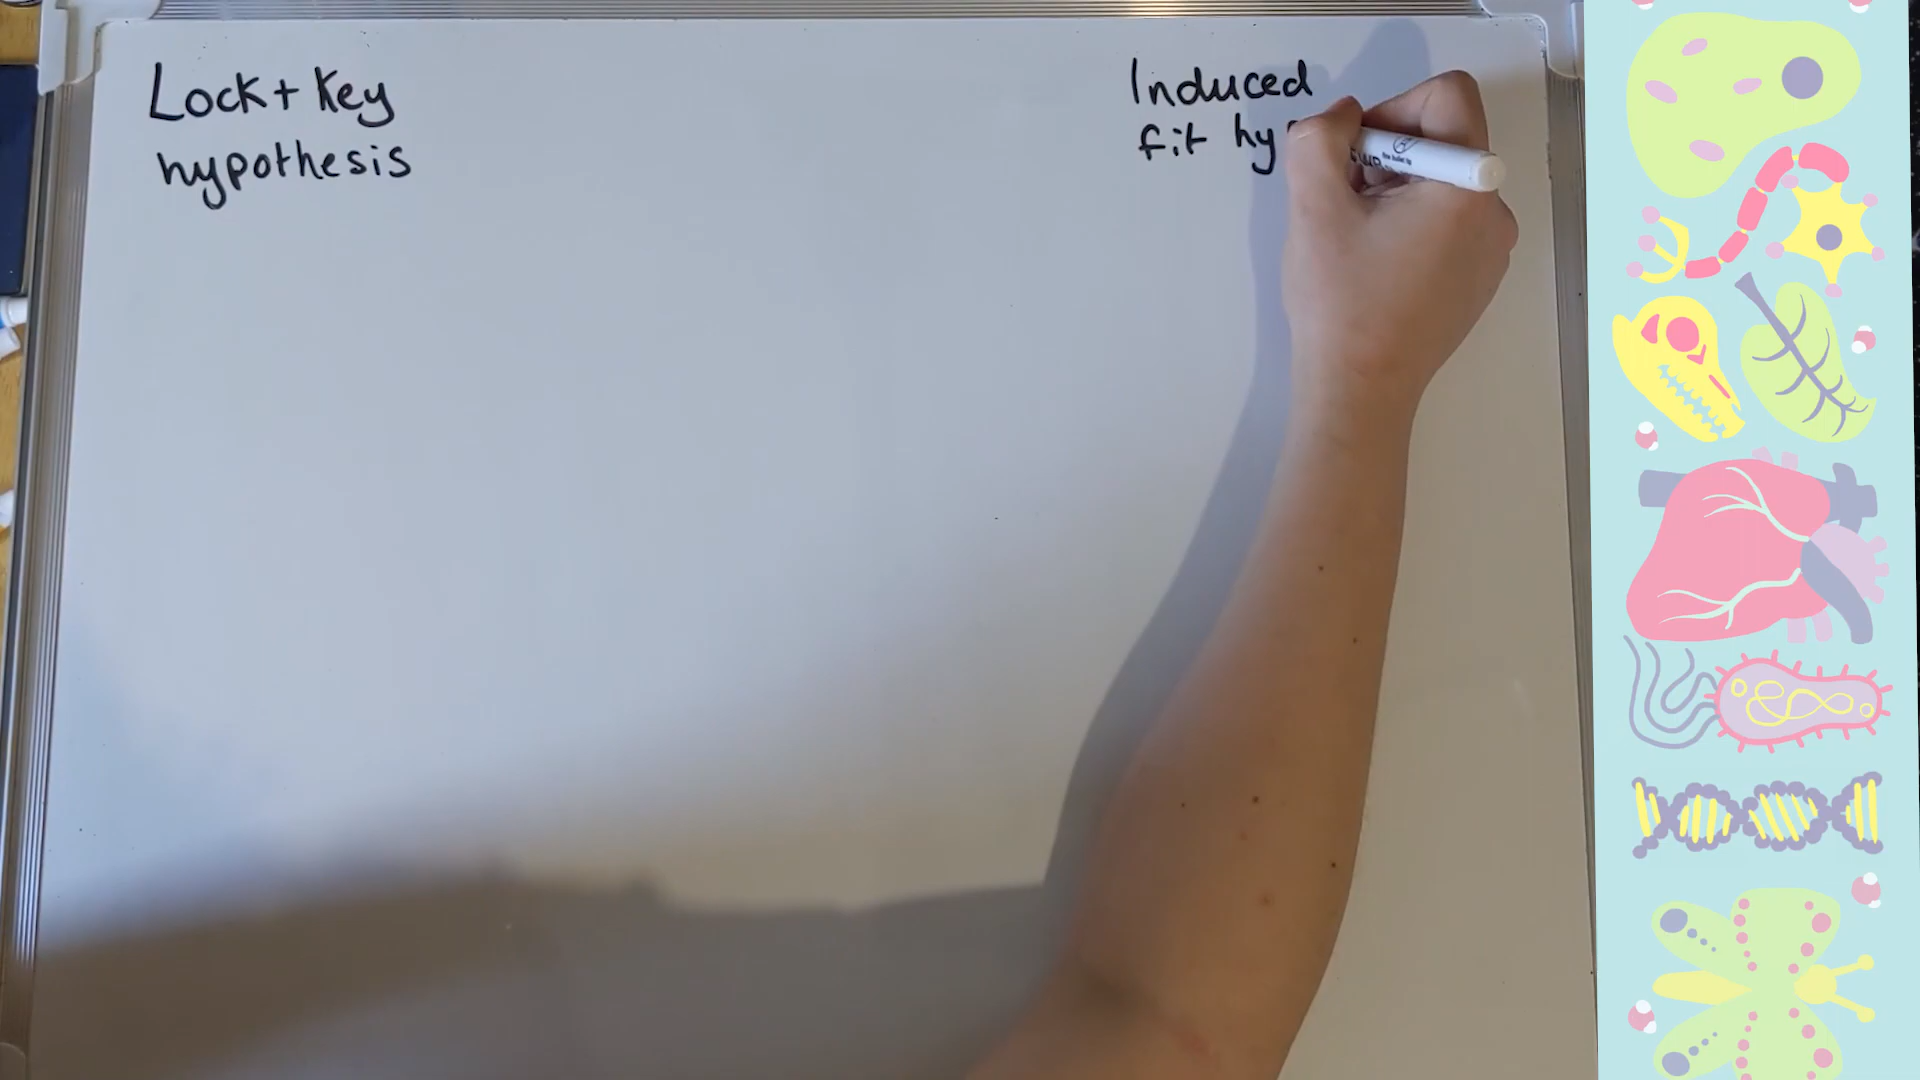 Lock + Key
hypothesis
Induced
fit hy